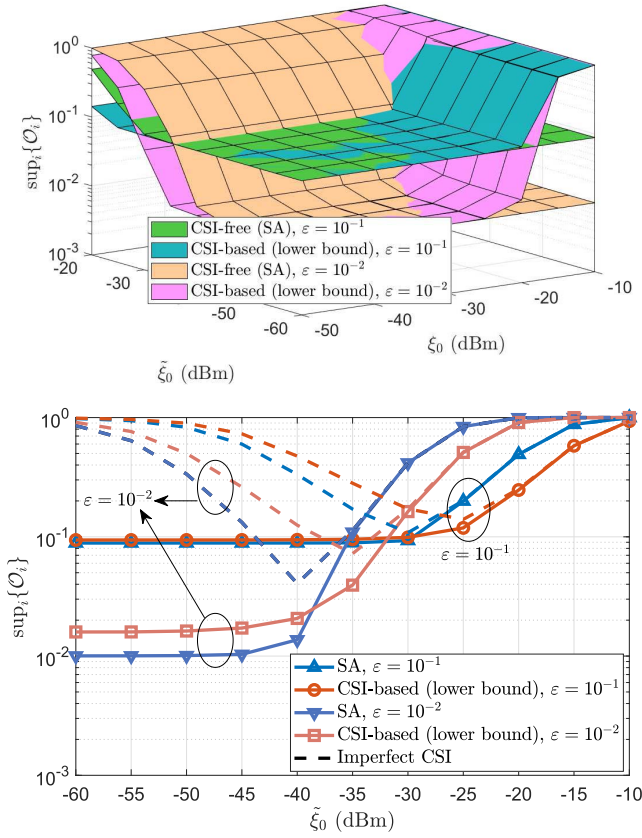 10^0
10^{-1}
10^{-2}
10^{-3}
sup_i{𝒪_i}
CSI-free (SA), ε = 10^{-1}
CSI-based (lower bound), ε = 10^{-1}
CSI-free (SA), ε = 10^{-2}
CSI-based (lower bound), ε = 10^{-2}
-20
-30
-40
-50
-60
-50
-40
-30
-20
-10
ξ̃_0 (dBm)
ξ_0 (dBm)
10^0
10^{-1}
10^{-2}
10^{-3}
sup_i{𝒪_i}
ε = 10^{-2}
ε = 10^{-1}
SA, ε = 10^{-1}
CSI-based (lower bound), ε = 10^{-1}
SA, ε = 10^{-2}
CSI-based (lower bound), ε = 10^{-2}
Imperfect CSI
-60 -55 -50 -45 -40 -35 -30 -25 -20 -15 -10
ξ̃_0 (dBm)